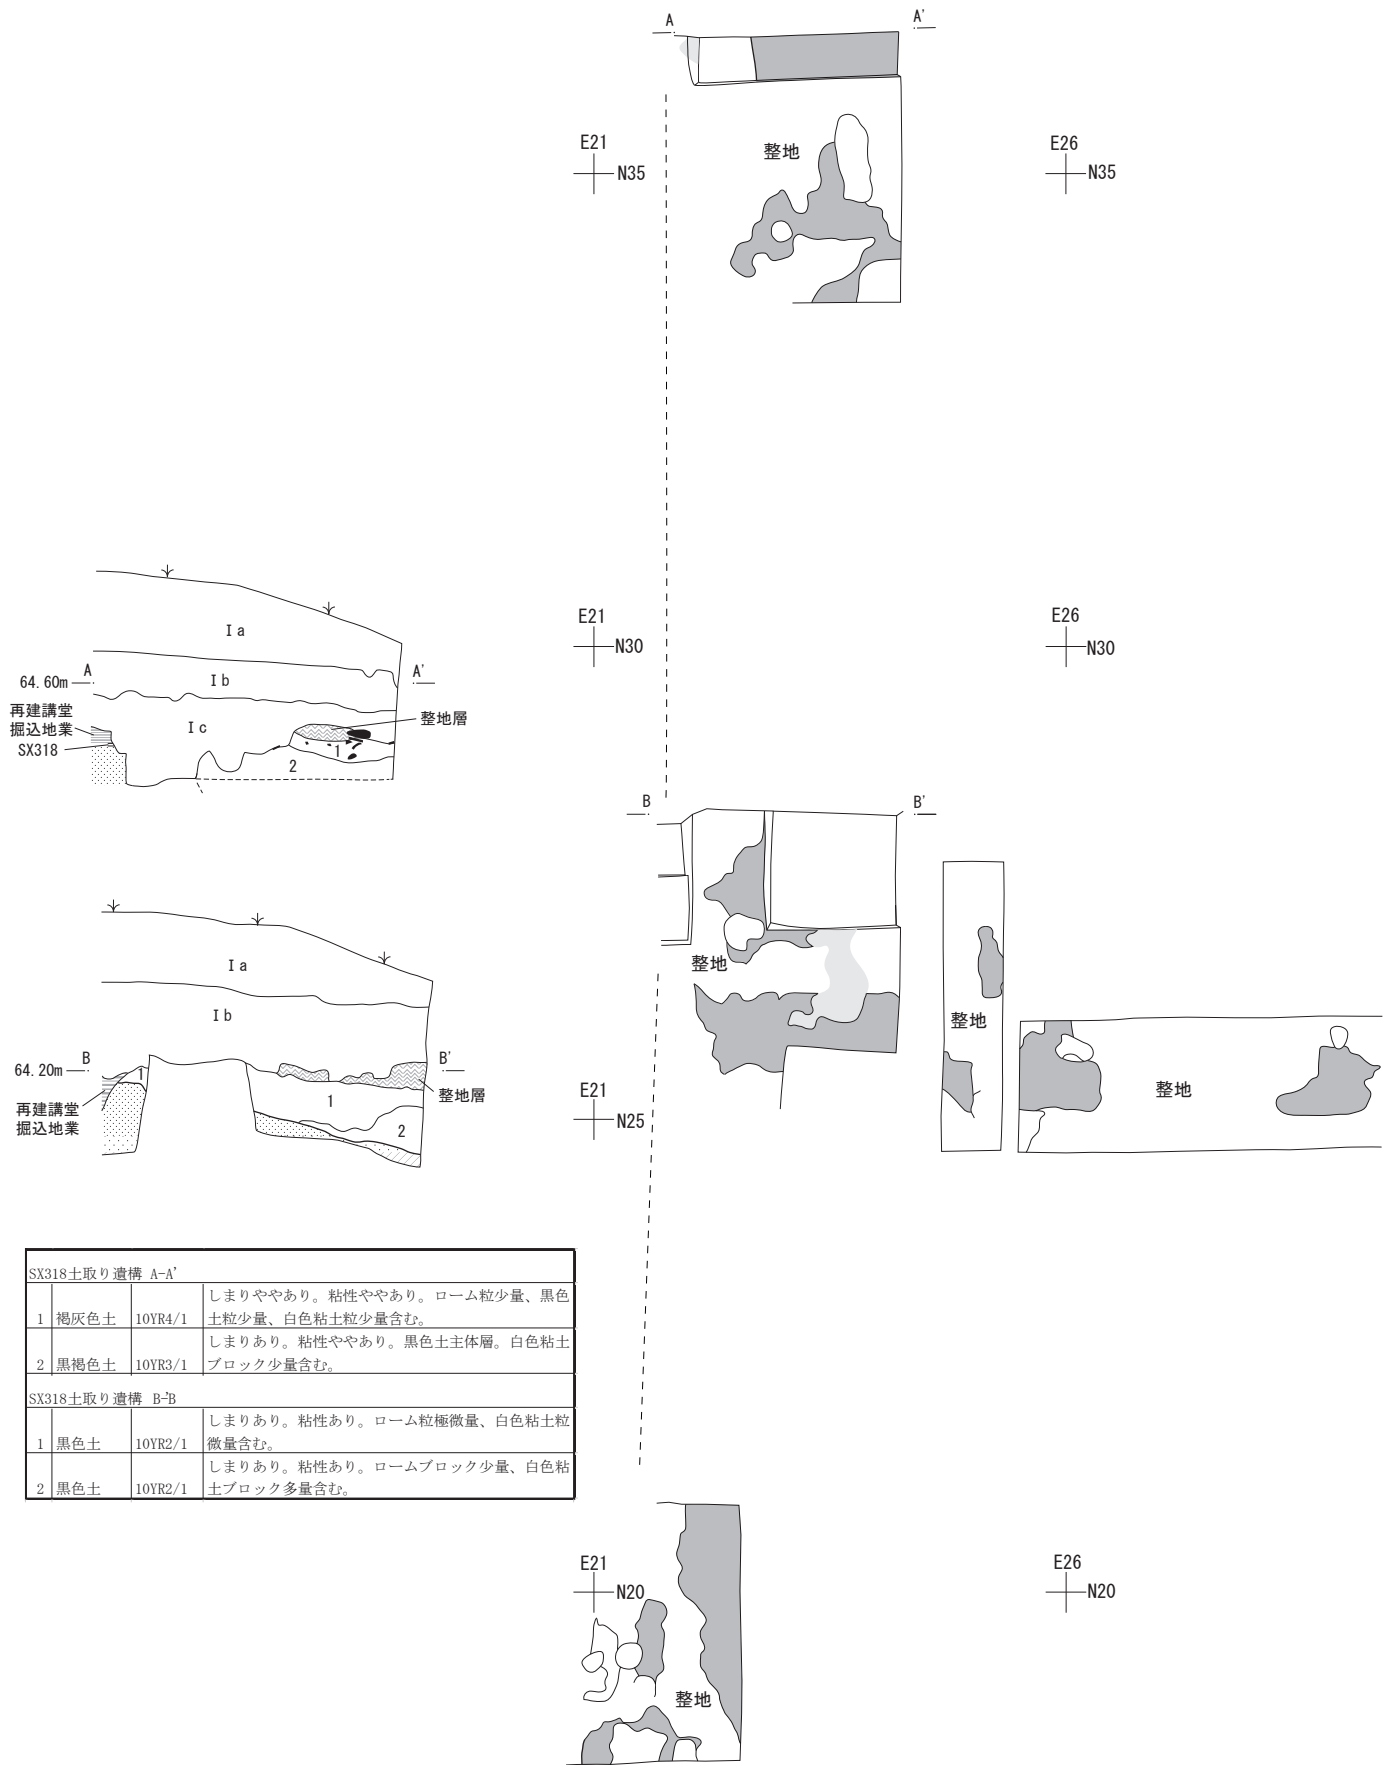 A
A'
E21
N35
整地
E26
N35
E21
N30
E26
N30
Ⅰa
A
A'
64.60m
Ⅰb
再建講堂
掘込地業
SX318
Ⅰc
整地層
1
2
B
B'
整地
整地
整地
Ⅰa
Ⅰb
B
B'
64.20m
1
再建講堂
掘込地業
整地層
1
2
E21
N25
SX318土取り遺構 A-A'
1 褐灰色土 10YR4/1 しまりややあり。粘性ややあり。ローム粒少量、黒色
土粒少量、白色粘土粒少量含む。
2 黒褐色土 10YR3/1 しまりあり。粘性ややあり。黒色土主体層。白色粘土
ブロック少量含む。
SX318土取り遺構 B-B'
1 黒色土 10YR2/1 しまりあり。粘性あり。ローム粒極微量、白色粘土粒
微量含む。
2 黒色土 10YR2/1 しまりあり。粘性あり。ロームブロック少量、白色粘
土ブロック多量含む。
E21
N20
E26
N20
整地